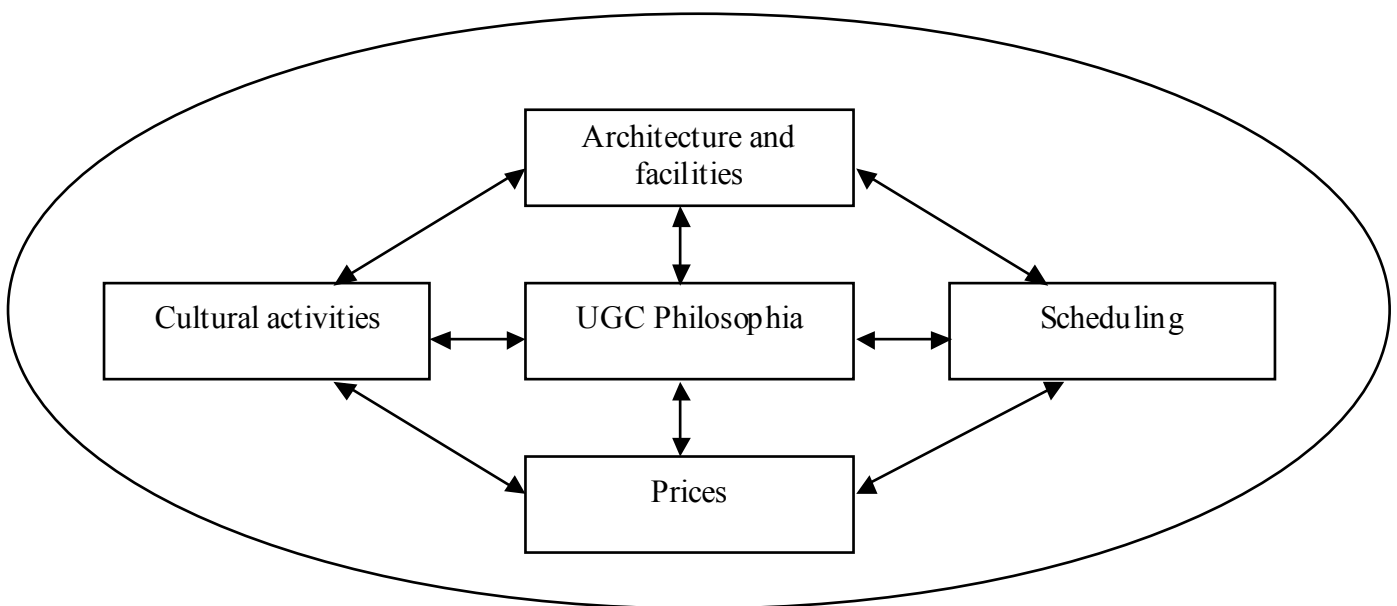 Architecture and
facilities
Cultural activities
UGC Philosophia
Scheduling
Prices